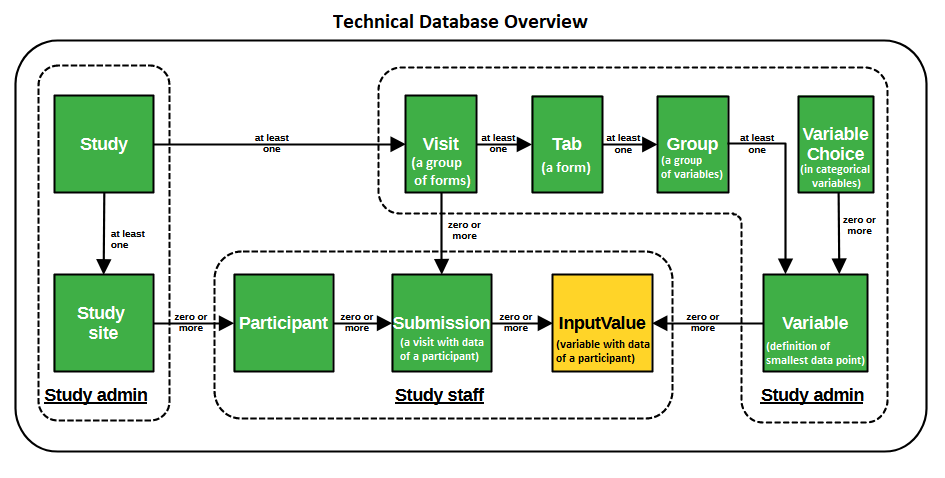 Technical Database Overview
Study
at least
one
Visit
(a group
of forms)
at least
one
Tab
(a form)
at least
one
Group
(a group
of variables)
at least
one
Variable
Choice
(in categorical
variables)
at least
one
zero or
more
zero or
more
Study
site
zero or
more
Participant
zero or
more
Submission
(a visit with data
of a participant)
zero or
more
InputValue
(variable with data
of a participant)
zero or
more
Variable
(definition of
smallest data point)
Study admin
Study staff
Study admin